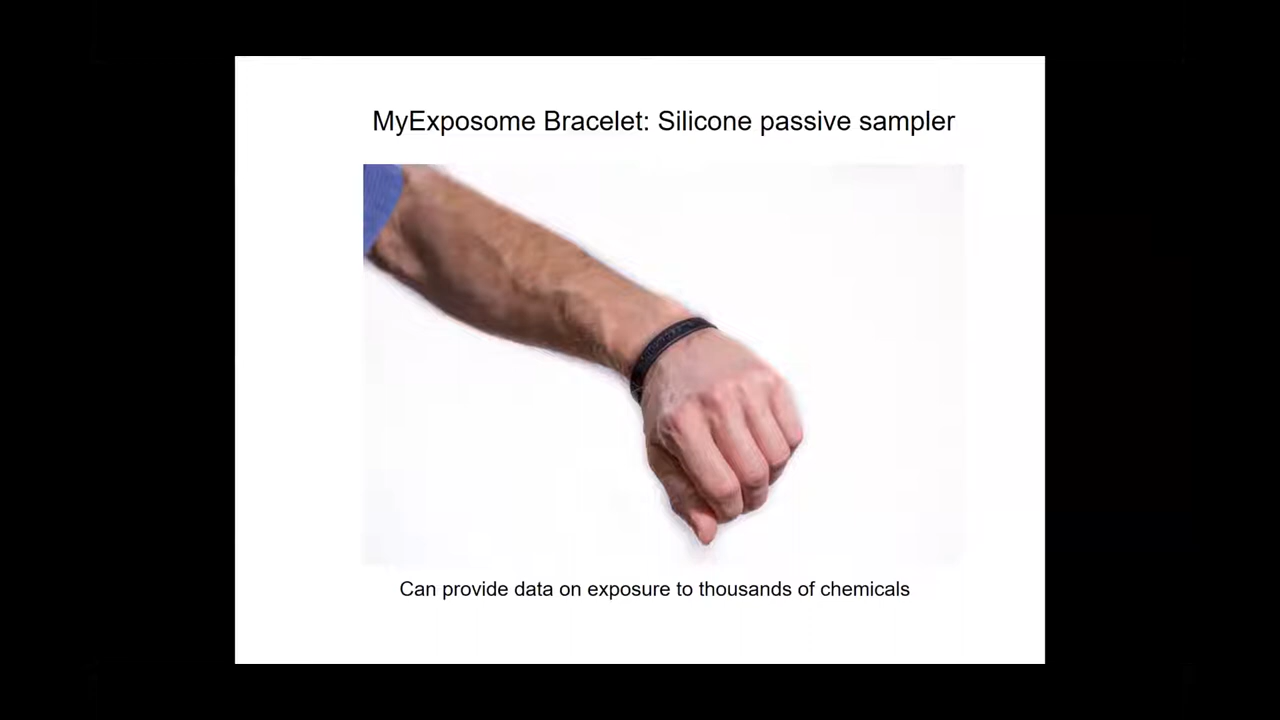 MyExposome Bracelet: Silicone passive sampler
Can provide data on exposure to thousands of chemicals